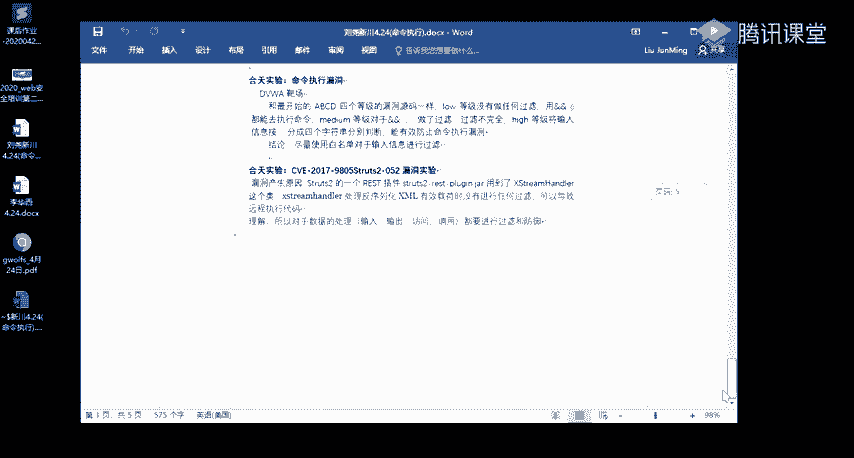 课后作业
-2020042...
2020_web安
全培训第二...
刘尧新川
4.24(命令...
李华西
4.24.docx
gwolfs_4月
24日.pdf
~$新川4.24(
命令执行)....
刘尧新川4.24(命令执行).docx - Word
腾讯课堂
文件 开始 插入 设计 布局 引用 邮件 审阅 视图 告诉我您想要做什么... Liu JunMing 共享
合天实验：命令执行漏洞
DVWA 靶场
和最开始的 ABCD 四个等级的漏洞源码一样，low 等级没有做任何过滤，用&&
都能去执行命令，medium 等级对于&& 做了过滤，过滤不完全，high 等级将输入
信息按 分成四个字符串分别判断，能有效防止命令执行漏洞
结论 尽量使用白名单对于输入信息进行过滤
合天实验：CVE-2017-9805Struts2-052 漏洞实验
漏洞产生原因 Struts2 的一个 REST 插件 struts2-rest-plugin.jar 用到了 XStreamHandler
这个类 xstreamhandler 处理反序列化 XML 有效载荷时没有进行任何过滤，可以导致
远程执行代码
理解：所以对于数据的处理（输入 输出 访问，响应）都要进行过滤和防御
页码: 5
共 5 页 575 个字 英语(美国) 98%